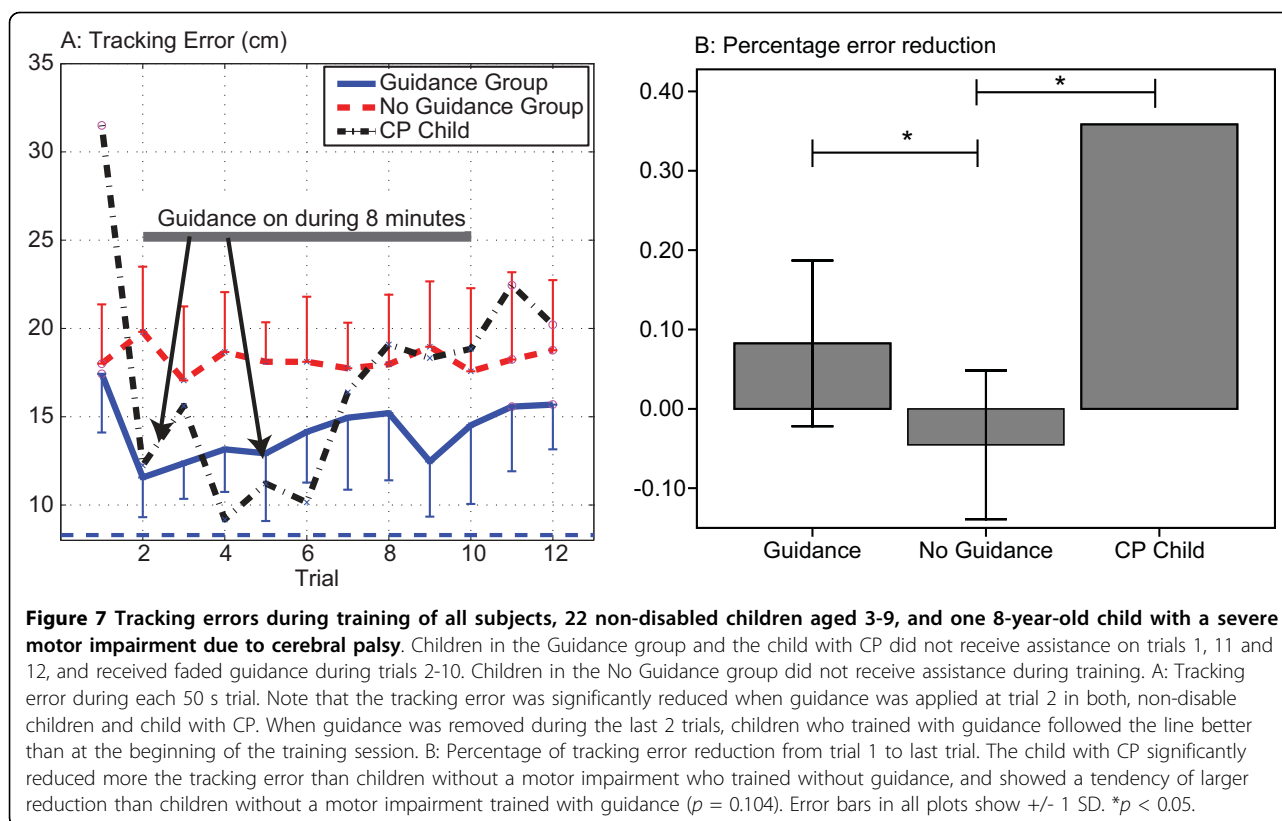 A: Tracking Error (cm)
35
30
25
20
15
10
2 4 6 8 10 12
Trial
Guidance Group
No Guidance Group
CP Child
Guidance on during 8 minutes
B: Percentage error reduction
0.40
0.30
0.20
0.10
0.00
-0.10
*
*
Guidance No Guidance CP Child
Figure 7 Tracking errors during training of all subjects, 22 non-disabled children aged 3-9, and one 8-year-old child with a severe
motor impairment due to cerebral palsy. Children in the Guidance group and the child with CP did not receive assistance on trials 1, 11 and
12, and received faded guidance during trials 2-10. Children in the No Guidance group did not receive assistance during training. A: Tracking
error during each 50 s trial. Note that the tracking error was significantly reduced when guidance was applied at trial 2 in both, non-disable
children and child with CP. When guidance was removed during the last 2 trials, children who trained with guidance followed the line better
than at the beginning of the training session. B: Percentage of tracking error reduction from trial 1 to last trial. The child with CP significantly
reduced more the tracking error than children without a motor impairment who trained without guidance, and showed a tendency of larger
reduction than children without a motor impairment trained with guidance (p = 0.104). Error bars in all plots show +/- 1 SD. *p < 0.05.